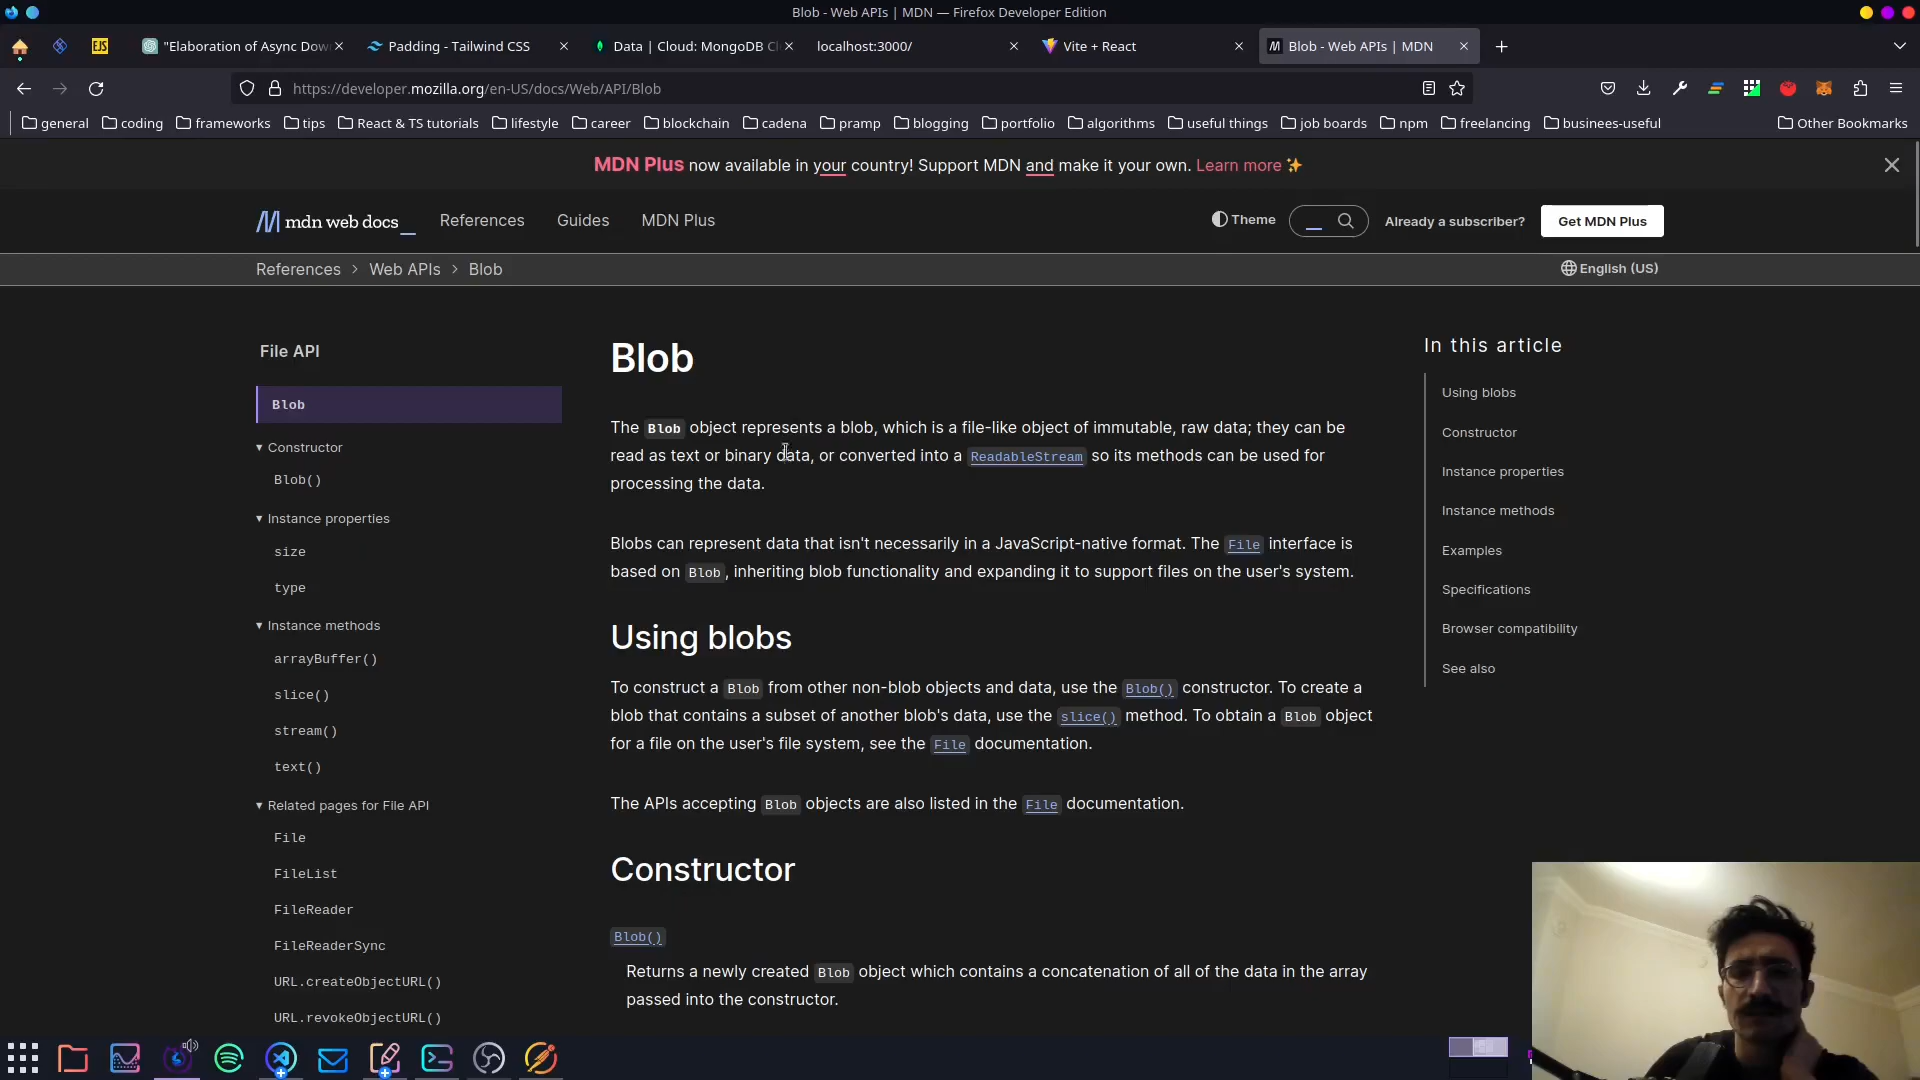 Blob - Web APIs | MDN — Firefox Developer Edition
EJS
"Elaboration of Async Dow
Padding - Tailwind CSS
Data | Cloud: MongoDB Cl
localhost:3000/
Vite + React
Blob - Web APIs | MDN
https://developer.mozilla.org/en-US/docs/Web/API/Blob
general coding frameworks tips React & TS tutorials lifestyle career blockchain cadena pramp blogging portfolio algorithms useful things job boards npm freelancing businees-useful Other Bookmarks
MDN Plus now available in your country! Support MDN and make it your own. Learn more ✨
mdn web docs_ References Guides MDN Plus Theme Already a subscriber? Get MDN Plus
References > Web APIs > Blob English (US)
File API
Blob
Constructor
Blob()
Instance properties
size
type
Instance methods
arrayBuffer()
slice()
stream()
text()
Related pages for File API
File
FileList
FileReader
FileReaderSync
URL.createObjectURL()
URL.revokeObjectURL()
Blob
The Blob object represents a blob, which is a file-like object of immutable, raw data; they can be
read as text or binary data, or converted into a ReadableStream so its methods can be used for
processing the data.
Blobs can represent data that isn't necessarily in a JavaScript-native format. The File interface is
based on Blob, inheriting blob functionality and expanding it to support files on the user's system.
Using blobs
To construct a Blob from other non-blob objects and data, use the Blob() constructor. To create a
blob that contains a subset of another blob's data, use the slice() method. To obtain a Blob object
for a file on the user's file system, see the File documentation.
The APIs accepting Blob objects are also listed in the File documentation.
Constructor
Blob()
Returns a newly created Blob object which contains a concatenation of all of the data in the array
passed into the constructor.
In this article
Using blobs
Constructor
Instance properties
Instance methods
Examples
Specifications
Browser compatibility
See also